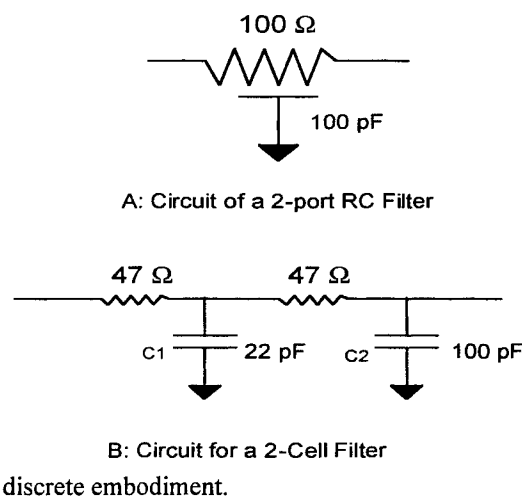 100 Ω
100 pF
A: Circuit of a 2-port RC Filter
47 Ω 47 Ω
C1 22 pF C2 100 pF
B: Circuit for a 2-Cell Filter
discrete embodiment.